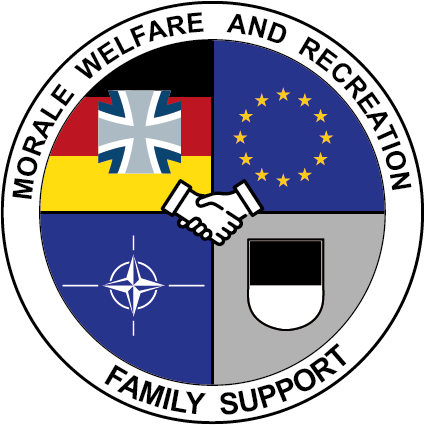 MORALE WELFARE AND RECREATION
FAMILY SUPPORT